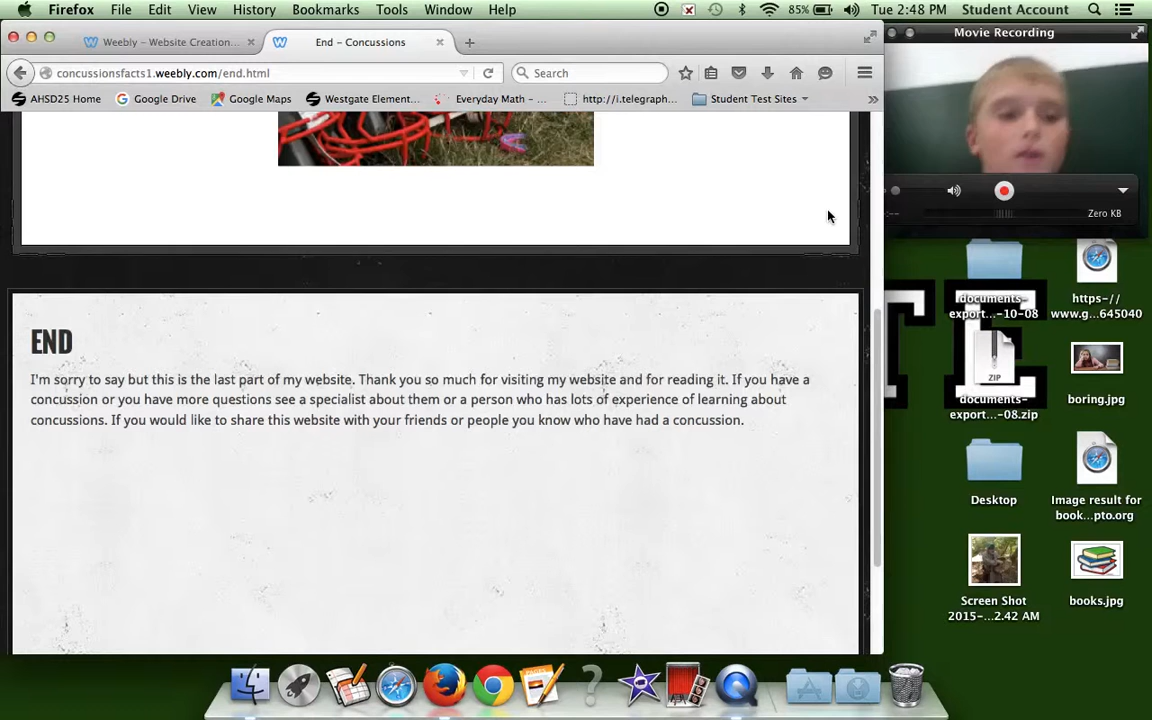 Firefox File Edit View History Bookmarks Tools Window Help 85% Tue 2:48 PM Student Account
Weebly - Website Creation... End - Concussions Movie Recording
concussionsfacts1.weebly.com/end.html Search
AHSD25 Home Google Drive Google Maps Westgate Element... Everyday Math - ... http://i.telegraph... Student Test Sites
Zero KB
END
I'm sorry to say but this is the last part of my website. Thank you so much for visiting my website and for reading it. If you have a
concussion or you have more questions see a specialist about them or a person who has lots of experience of learning about
concussions. If you would like to share this website with your friends or people you know who have had a concussion.
documents-
export...-10-08
https-//
www.g...645040
ZIP
documents-
export...-08.zip
boring.jpg
Desktop
Image result for
book...pto.org
Screen Shot
2015-...2.42 AM
books.jpg